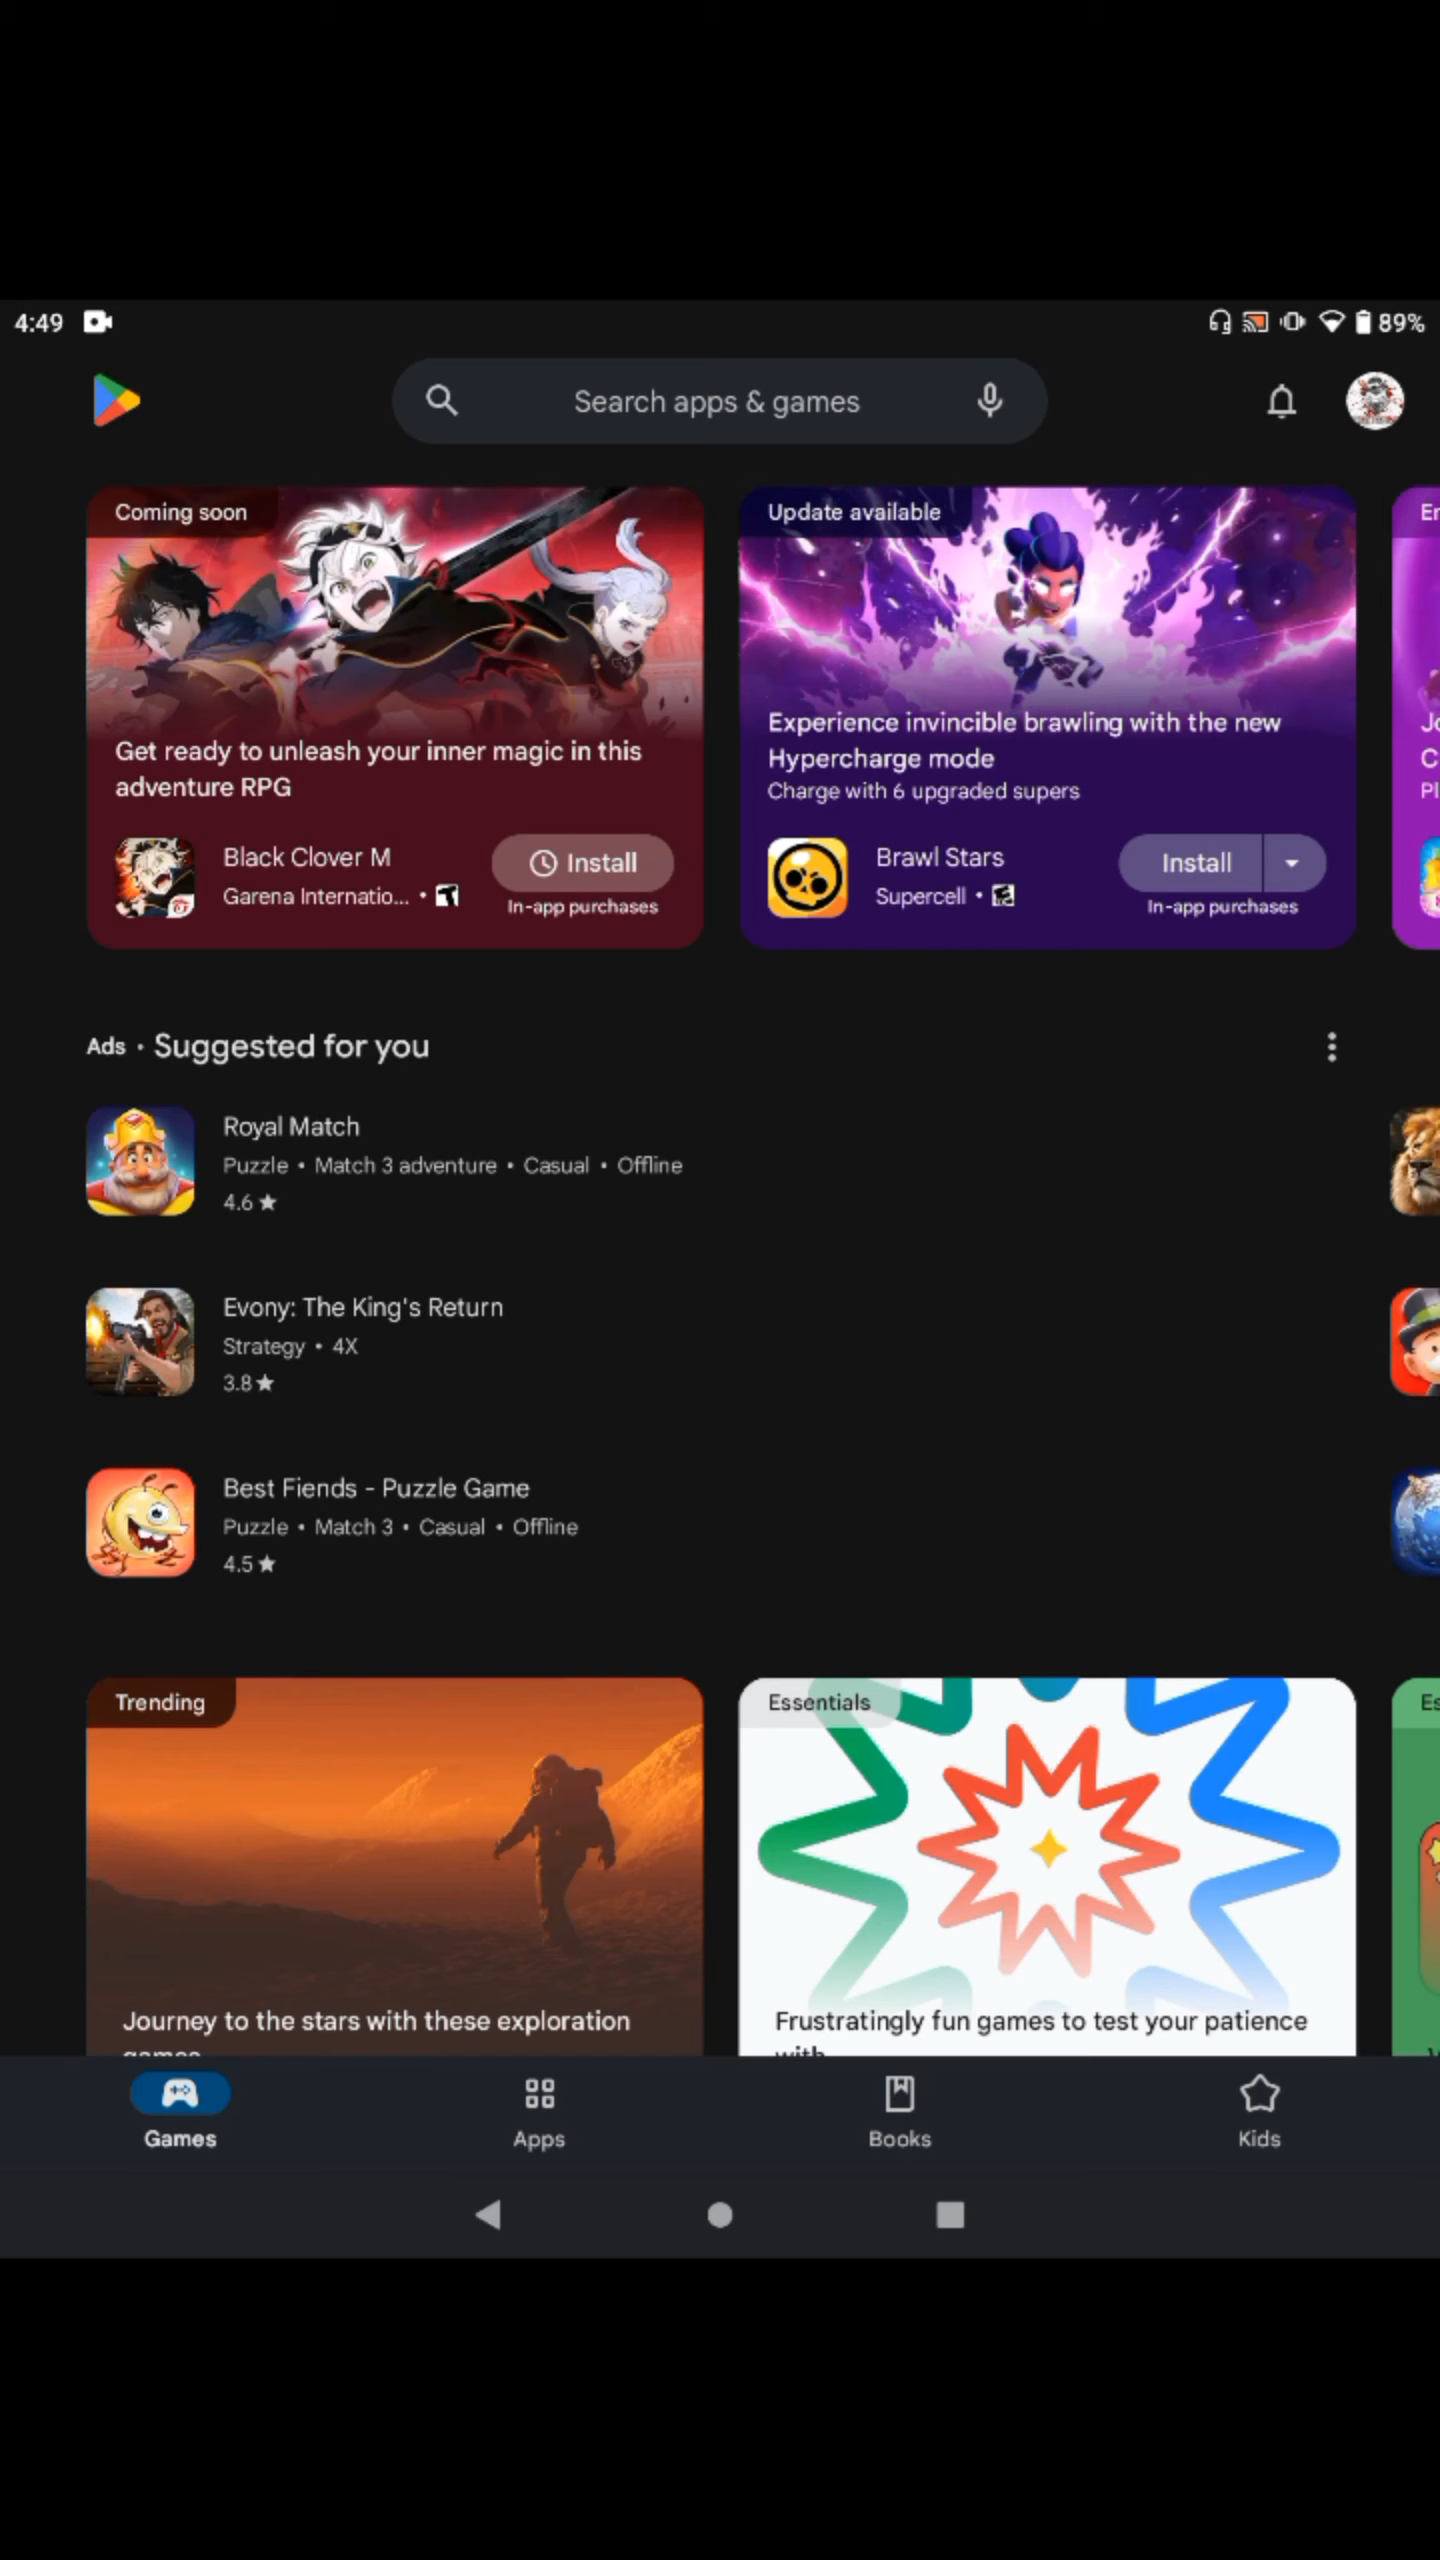 4:49
89%
Search apps & games
Coming soon
Get ready to unleash your inner magic in this
adventure RPG
Black Clover M
Garena Internatio... •
Install
In-app purchases
Update available
Experience invincible brawling with the new
Hypercharge mode
Charge with 6 upgraded supers
Brawl Stars
Supercell •
Install
In-app purchases
Ads • Suggested for you
Royal Match
Puzzle • Match 3 adventure • Casual • Offline
4.6 ★
Evony: The King's Return
Strategy • 4X
3.8 ★
Best Fiends - Puzzle Game
Puzzle • Match 3 • Casual • Offline
4.5 ★
Trending
Journey to the stars with these exploration
games
Essentials
Frustratingly fun games to test your patience
with
Games
Apps
Books
Kids